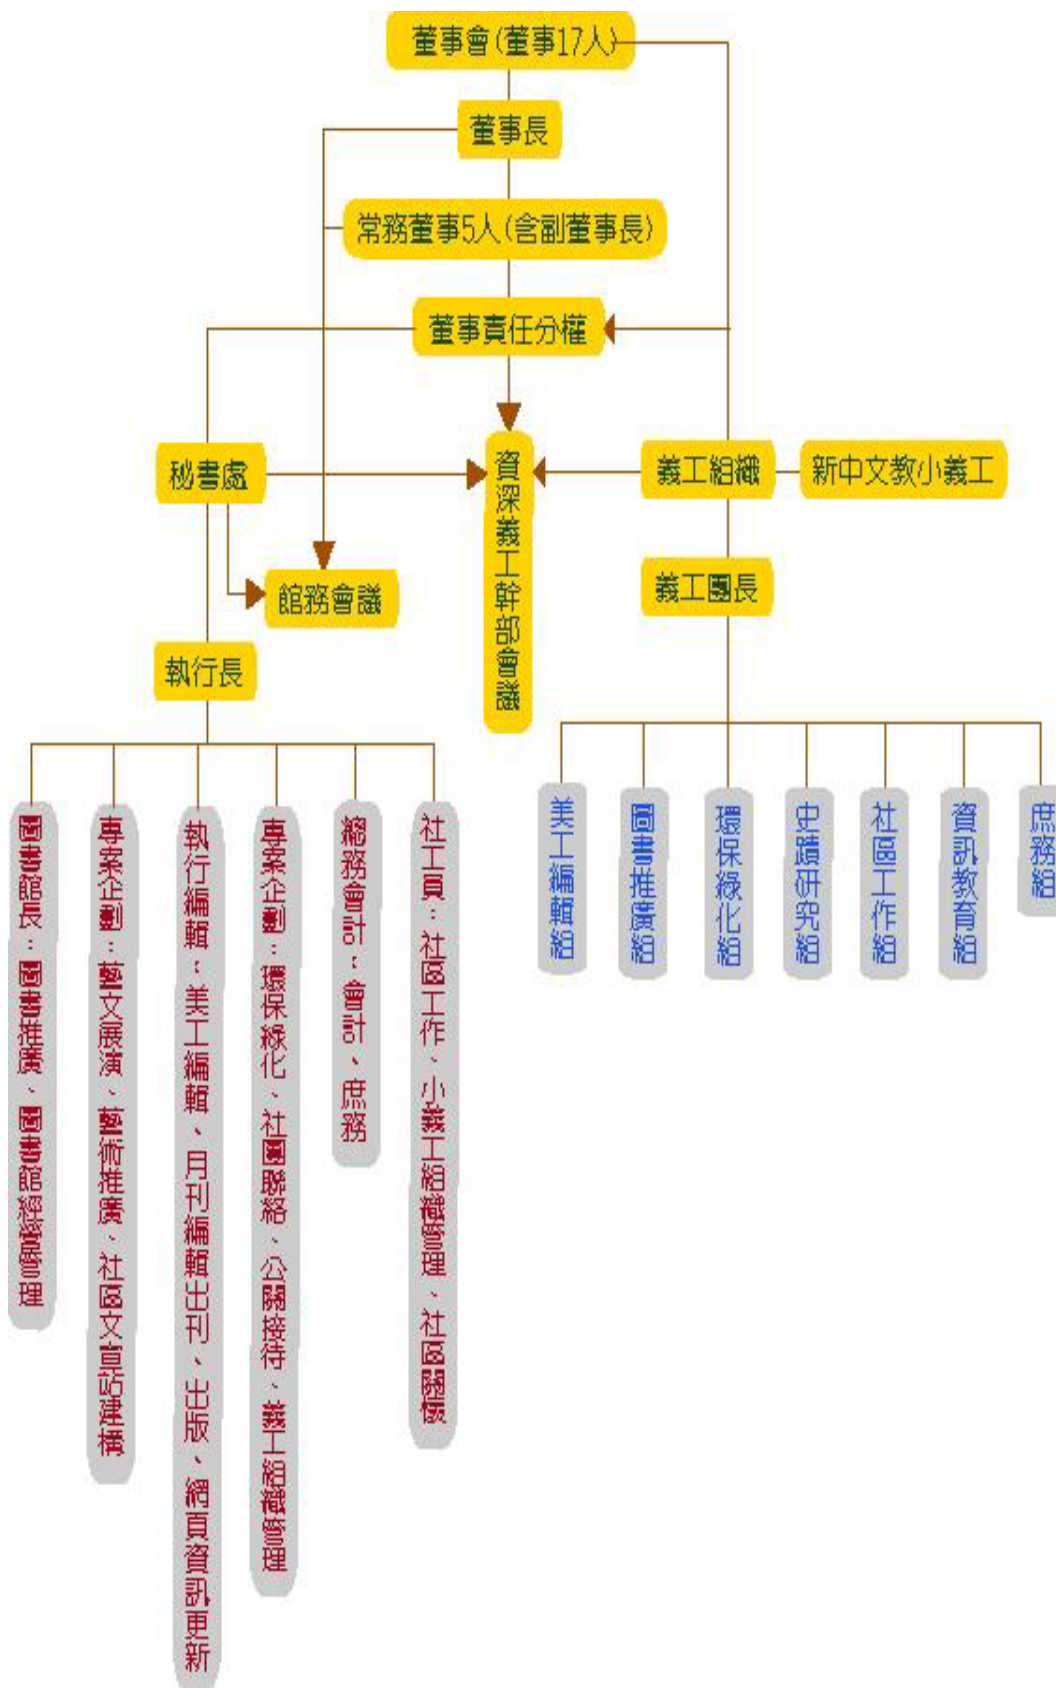 董事會(董事17人)
董事長
常務董事5人(含副董事長)
董事責任分權
秘書處
資深義工幹部會議
義工組織
新中文教小義工
館務會議
義工團長
執行長
圖書館長：圖書推廣、圖書館經營管理
專案企劃：藝文展演、藝術推廣、社區文宣站建構
執行編輯：美工編輯、月刊編輯出刊、出版、網頁資訊更新
專案企劃：環保綠化、社團聯絡、公關接待、義工組織管理
總務會計：會計、庶務
社工員：社區工作、小義工組織管理、社區關懷
美工編輯組
圖書推廣組
環保綠化組
史蹟研究組
社區工作組
資訊教育組
庶務組